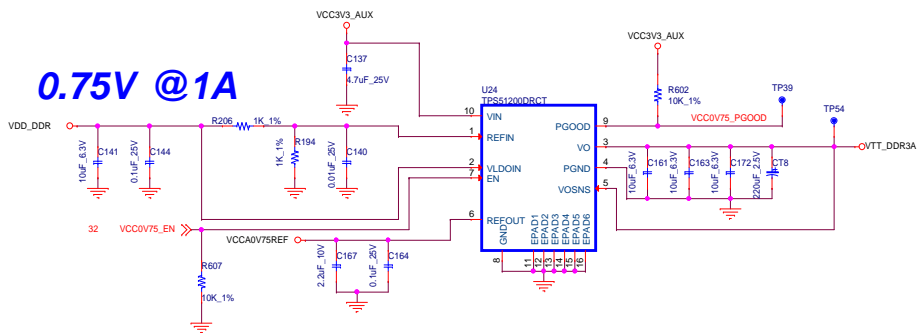 VCC3V3_AUX
VCC3V3_AUX
0.75V @1A
C137
4.7uF_25V
U24
TPS51200DRCT
R602
10K_1%
TP39
TP54
VCC0V75_PGOOD
VDD_DDR
R206
1K_1%
10
VIN
1
REFIN
PGOOD
9
VO
3
VTT_DDR3A
C141
10uF_6.3V
C144
0.1uF_25V
R194
1K_1%
C140
0.01uF_25V
2
VLDOIN
7
EN
PGND
4
VOSNS
5
C161
10uF_6.3V
C163
10uF_6.3V
C172
10uF_6.3V
CT8
220uF_2.5V
32
VCC0V75_EN
VCCA0V75REF
6
REFOUT
GND
EPAD1
EPAD2
EPAD3
EPAD4
EPAD5
EPAD6
8
11
12
13
14
15
16
R607
10K_1%
C167
2.2uF_10V
C164
0.1uF_25V